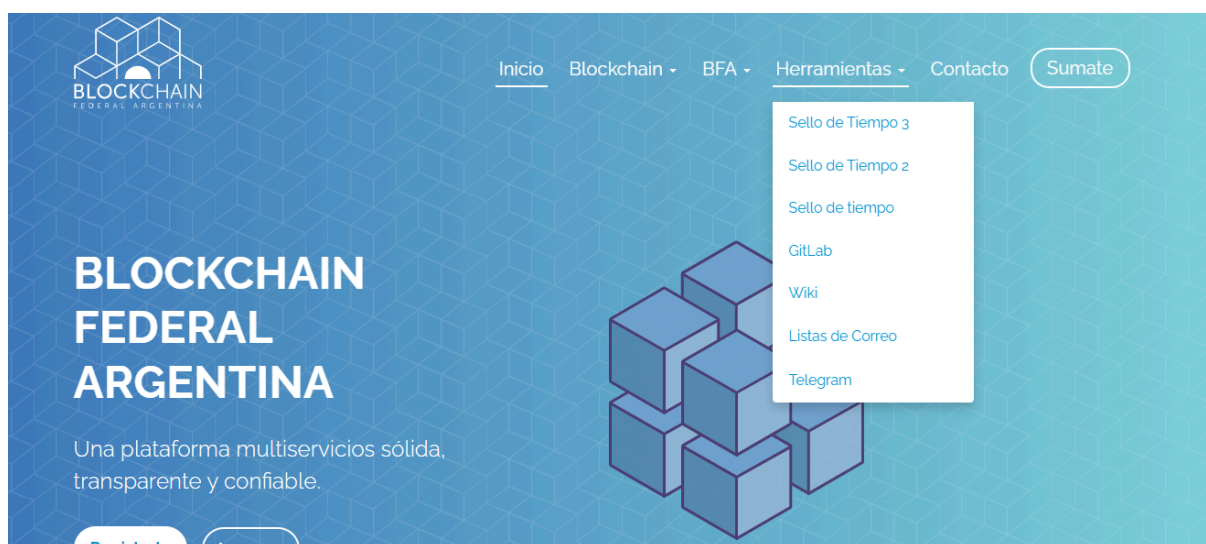 BLOCKCHAIN
FEDERAL ARGENTINA
Inicio Blockchain BFA Herramientas Contacto Sumate
Sello de Tiempo 3
Sello de Tiempo 2
Sello de tiempo
GitLab
Wiki
Listas de Correo
Telegram
BLOCKCHAIN
FEDERAL
ARGENTINA
Una plataforma multiservicios sólida,
transparente y confiable.